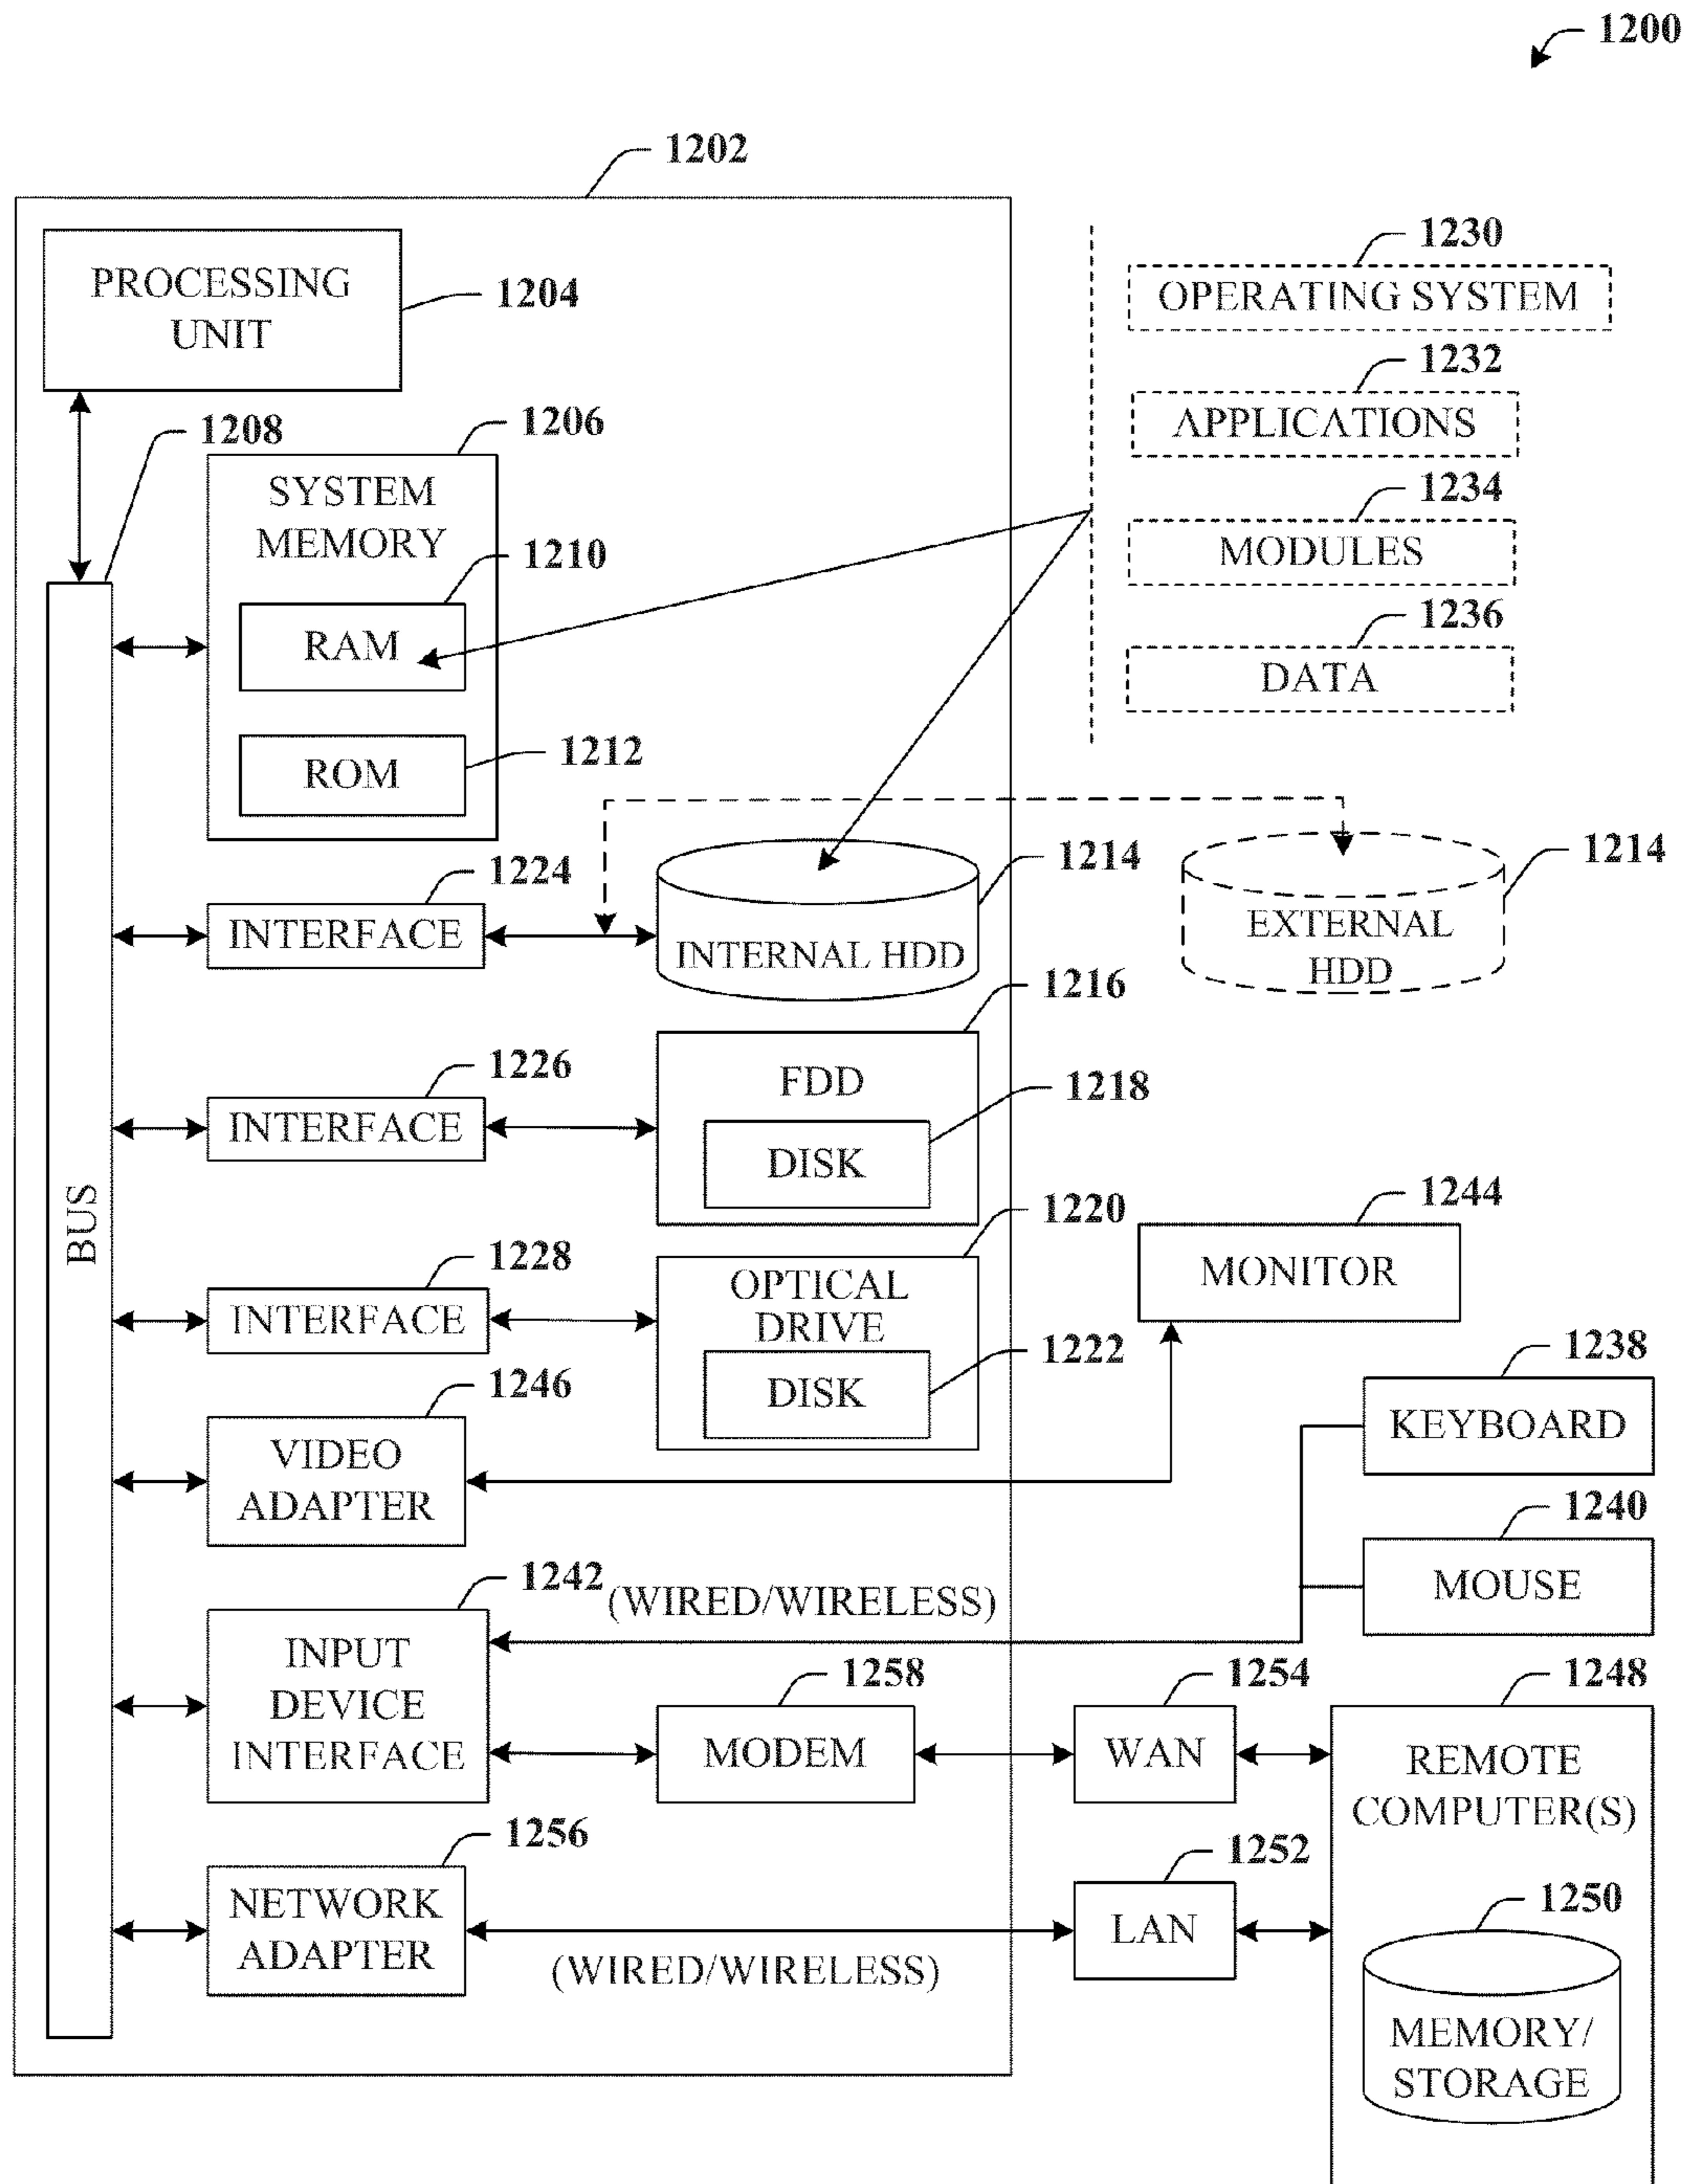 1200
1202
PROCESSING
UNIT
1204
1230
OPERATING SYSTEM
1232
APPLICATIONS
1234
MODULES
1236
DATA
1208
1206
SYSTEM
MEMORY
1210
RAM
1212
ROM
BUS
1224
INTERFACE
1214
INTERNAL HDD
1214
EXTERNAL
HDD
1216
FDD
1226
INTERFACE
1218
DISK
1220
OPTICAL
DRIVE
1228
INTERFACE
1222
DISK
1244
MONITOR
1246
VIDEO
ADAPTER
1238
KEYBOARD
1240
MOUSE
1242
(WIRED/WIRELESS)
INPUT
DEVICE
INTERFACE
1258
MODEM
1254
WAN
1248
REMOTE
COMPUTER(S)
1256
NETWORK
ADAPTER
(WIRED/WIRELESS)
1252
LAN
1250
MEMORY/
STORAGE